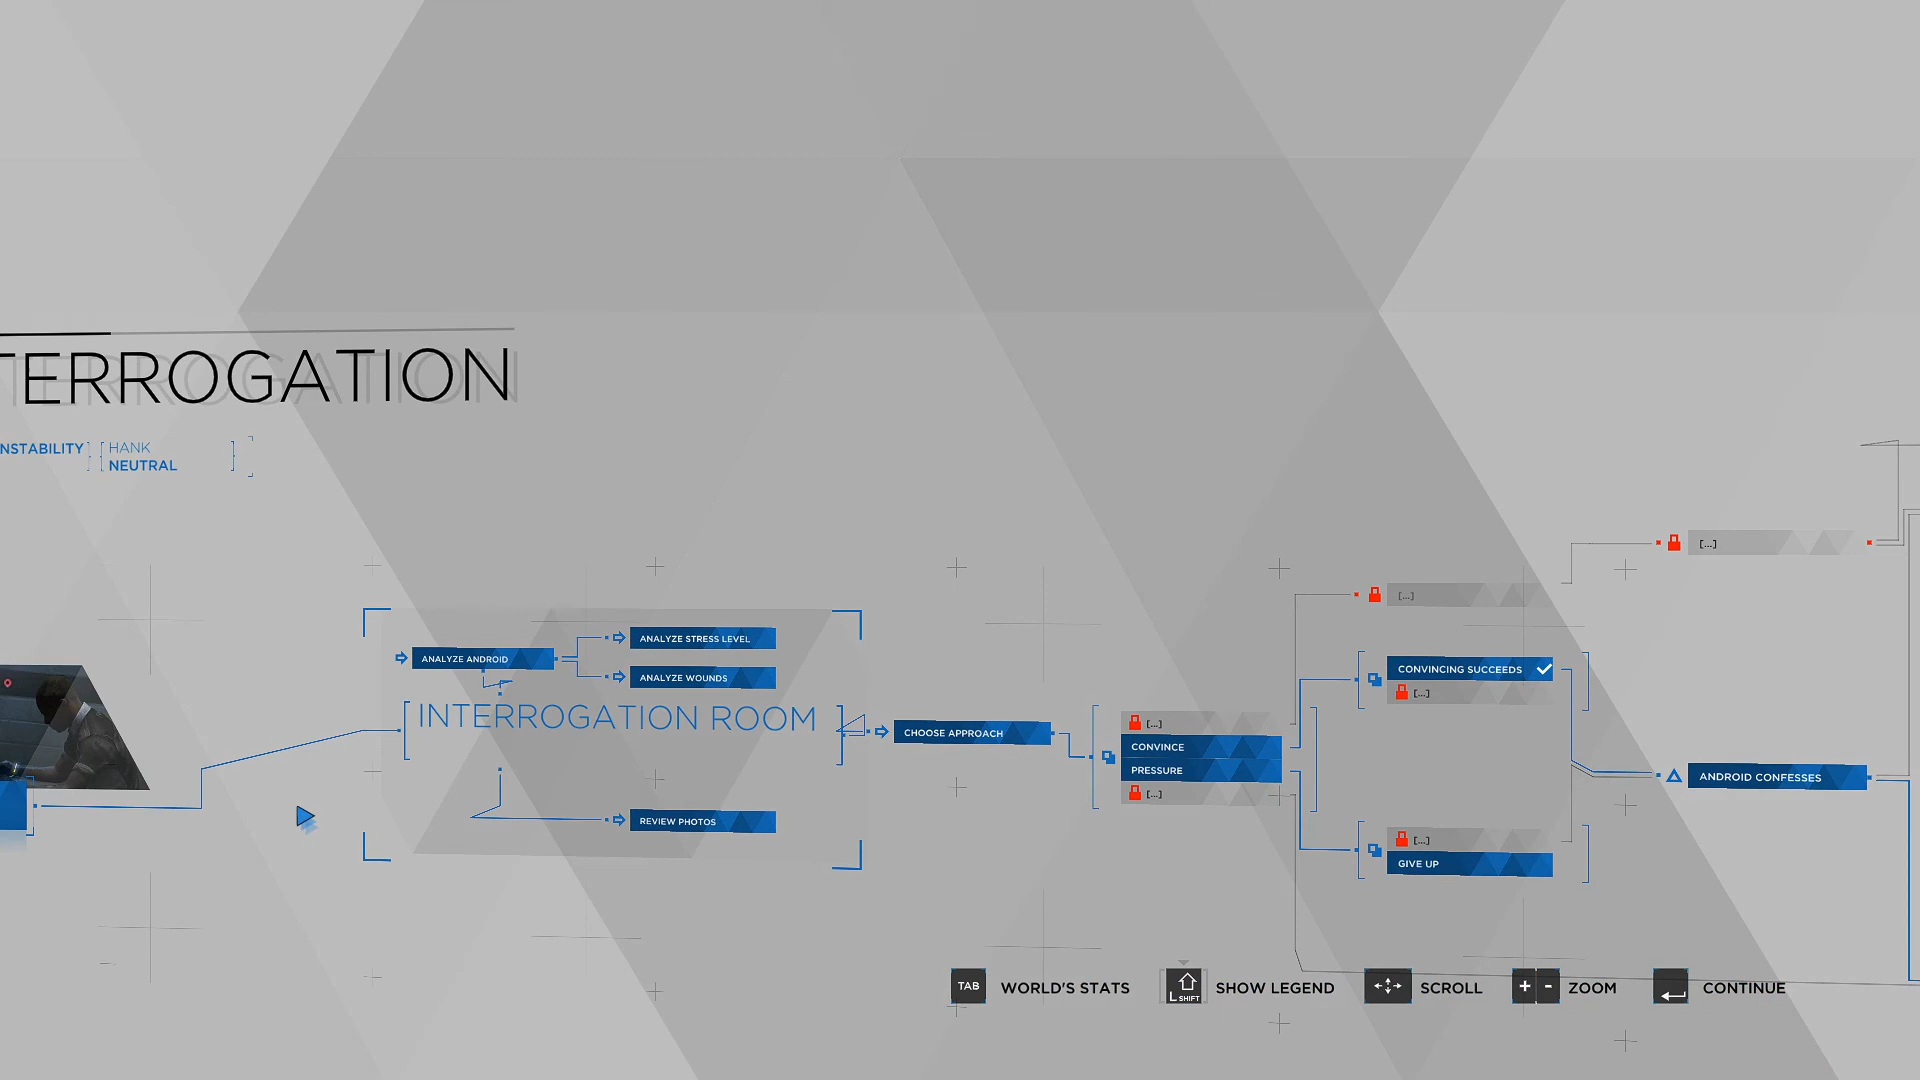 TERROGATION
NSTABILITY
HANK
NEUTRAL
[...]
[...]
ANALYZE STRESS LEVEL
ANALYZE ANDROID
ANALYZE WOUNDS
CONVINCING SUCCEEDS
[...]
INTERROGATION ROOM
CHOOSE APPROACH
[...]
CONVINCE
PRESSURE
[...]
ANDROID CONFESSES
REVIEW PHOTOS
[...]
GIVE UP
TAB WORLD'S STATS L SHIFT SHOW LEGEND SCROLL + - ZOOM CONTINUE